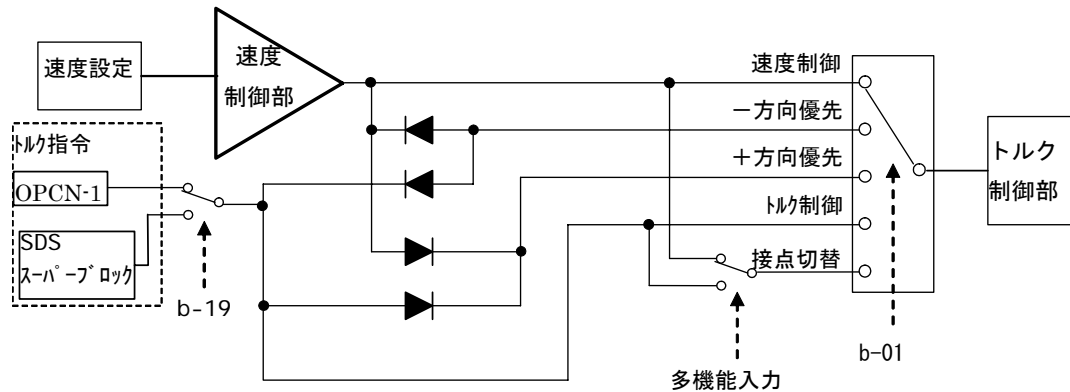 速度設定
速度
制御部
速度制御
－方向優先
＋方向優先
ﾄﾙｸ制御
接点切替
トルク
制御部
ﾄﾙｸ指令
OPCN-1
SDS
ｽｰﾊﾟｰﾌﾞﾛｯｸ
b-19
多機能入力
b-01